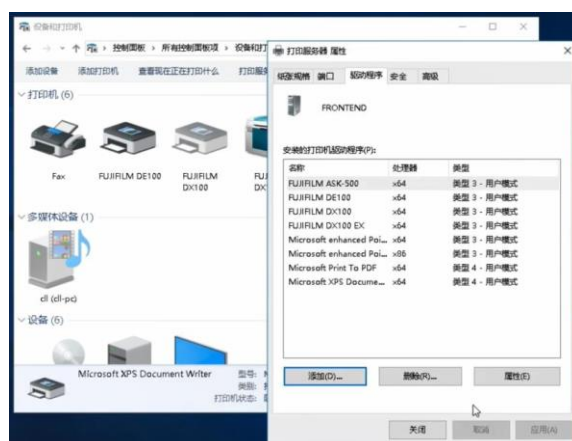 设备和打印机
控制面板 › 所有控制面板项 › 设备和打
添加设备 添加打印机 查看现在正在打印什么 打印服
打印机 (6)
Fax
FUJIFILM DE100
FUJIFILM
DX100
FUJ
DX
多媒体设备 (1)
cll (cll-pc)
设备 (6)
Microsoft XPS Document Writer
型号: M
类别:
打印机状态:
打印服务器 属性
纸张规格 端口 驱动程序 安全 高级
FRONTEND
安装的打印机驱动程序(P):
名称 处理器 类型
FUJIFILM ASK-500 x64 类型 3 - 用户模式
FUJIFILM DE100 x64 类型 3 - 用户模式
FUJIFILM DX100 x64 类型 3 - 用户模式
FUJIFILM DX100 EX x64 类型 3 - 用户模式
Microsoft enhanced Poi... x64 类型 3 - 用户模式
Microsoft enhanced Poi... x86 类型 3 - 用户模式
Microsoft Print To PDF x64 类型 4 - 用户模式
Microsoft XPS Docume... x64 类型 4 - 用户模式
添加(D)... 删除(R)... 属性(E)
关闭 取消 应用(A)